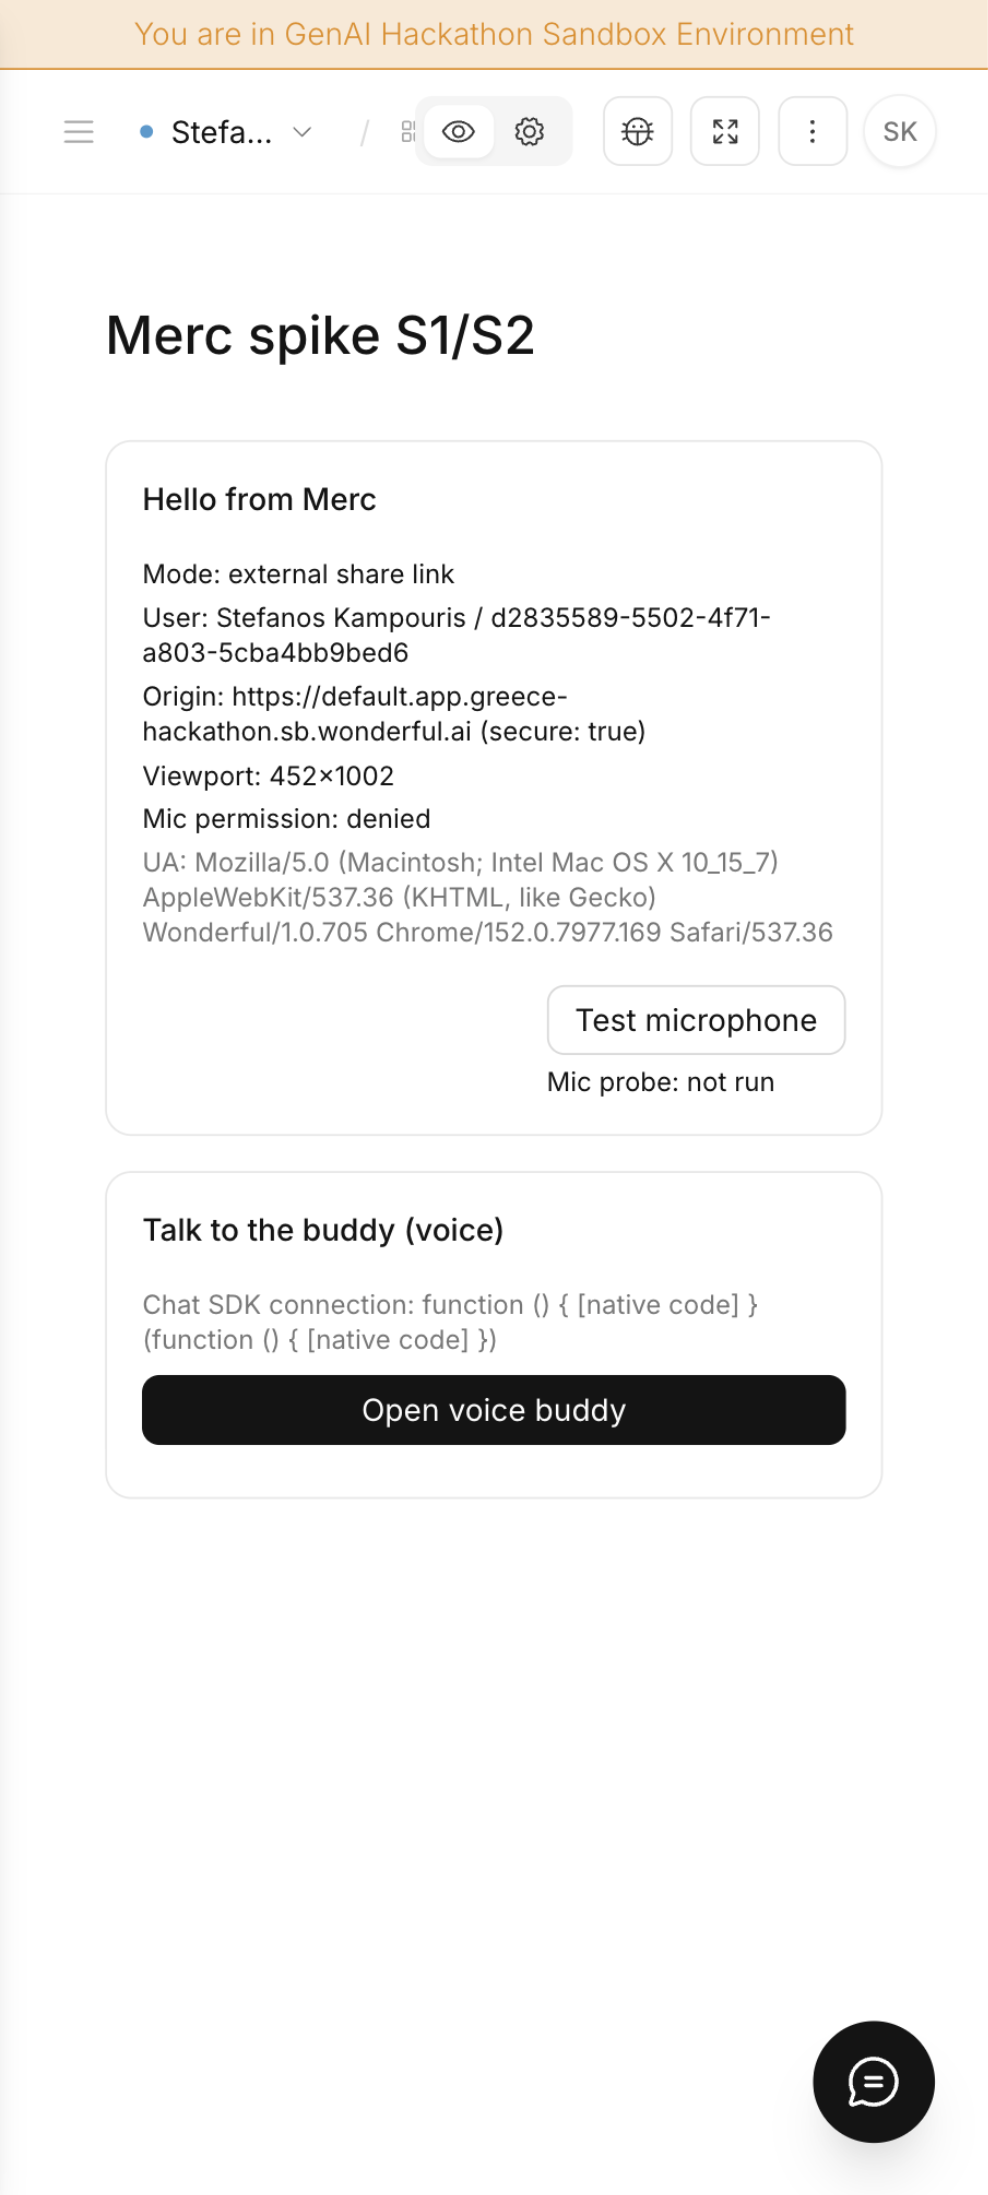 You are in GenAI Hackathon Sandbox Environment
Stefa...
/
SK
Merc spike S1/S2
Hello from Merc
Mode: external share link
User: Stefanos Kampouris / d2835589-5502-4f71-
a803-5cba4bb9bed6
Origin: https://default.app.greece-
hackathon.sb.wonderful.ai (secure: true)
Viewport: 452×1002
Mic permission: denied
UA: Mozilla/5.0 (Macintosh; Intel Mac OS X 10_15_7)
AppleWebKit/537.36 (KHTML, like Gecko)
Wonderful/1.0.705 Chrome/152.0.7977.169 Safari/537.36
Test microphone
Mic probe: not run
Talk to the buddy (voice)
Chat SDK connection: function () { [native code] }
(function () { [native code] })
Open voice buddy